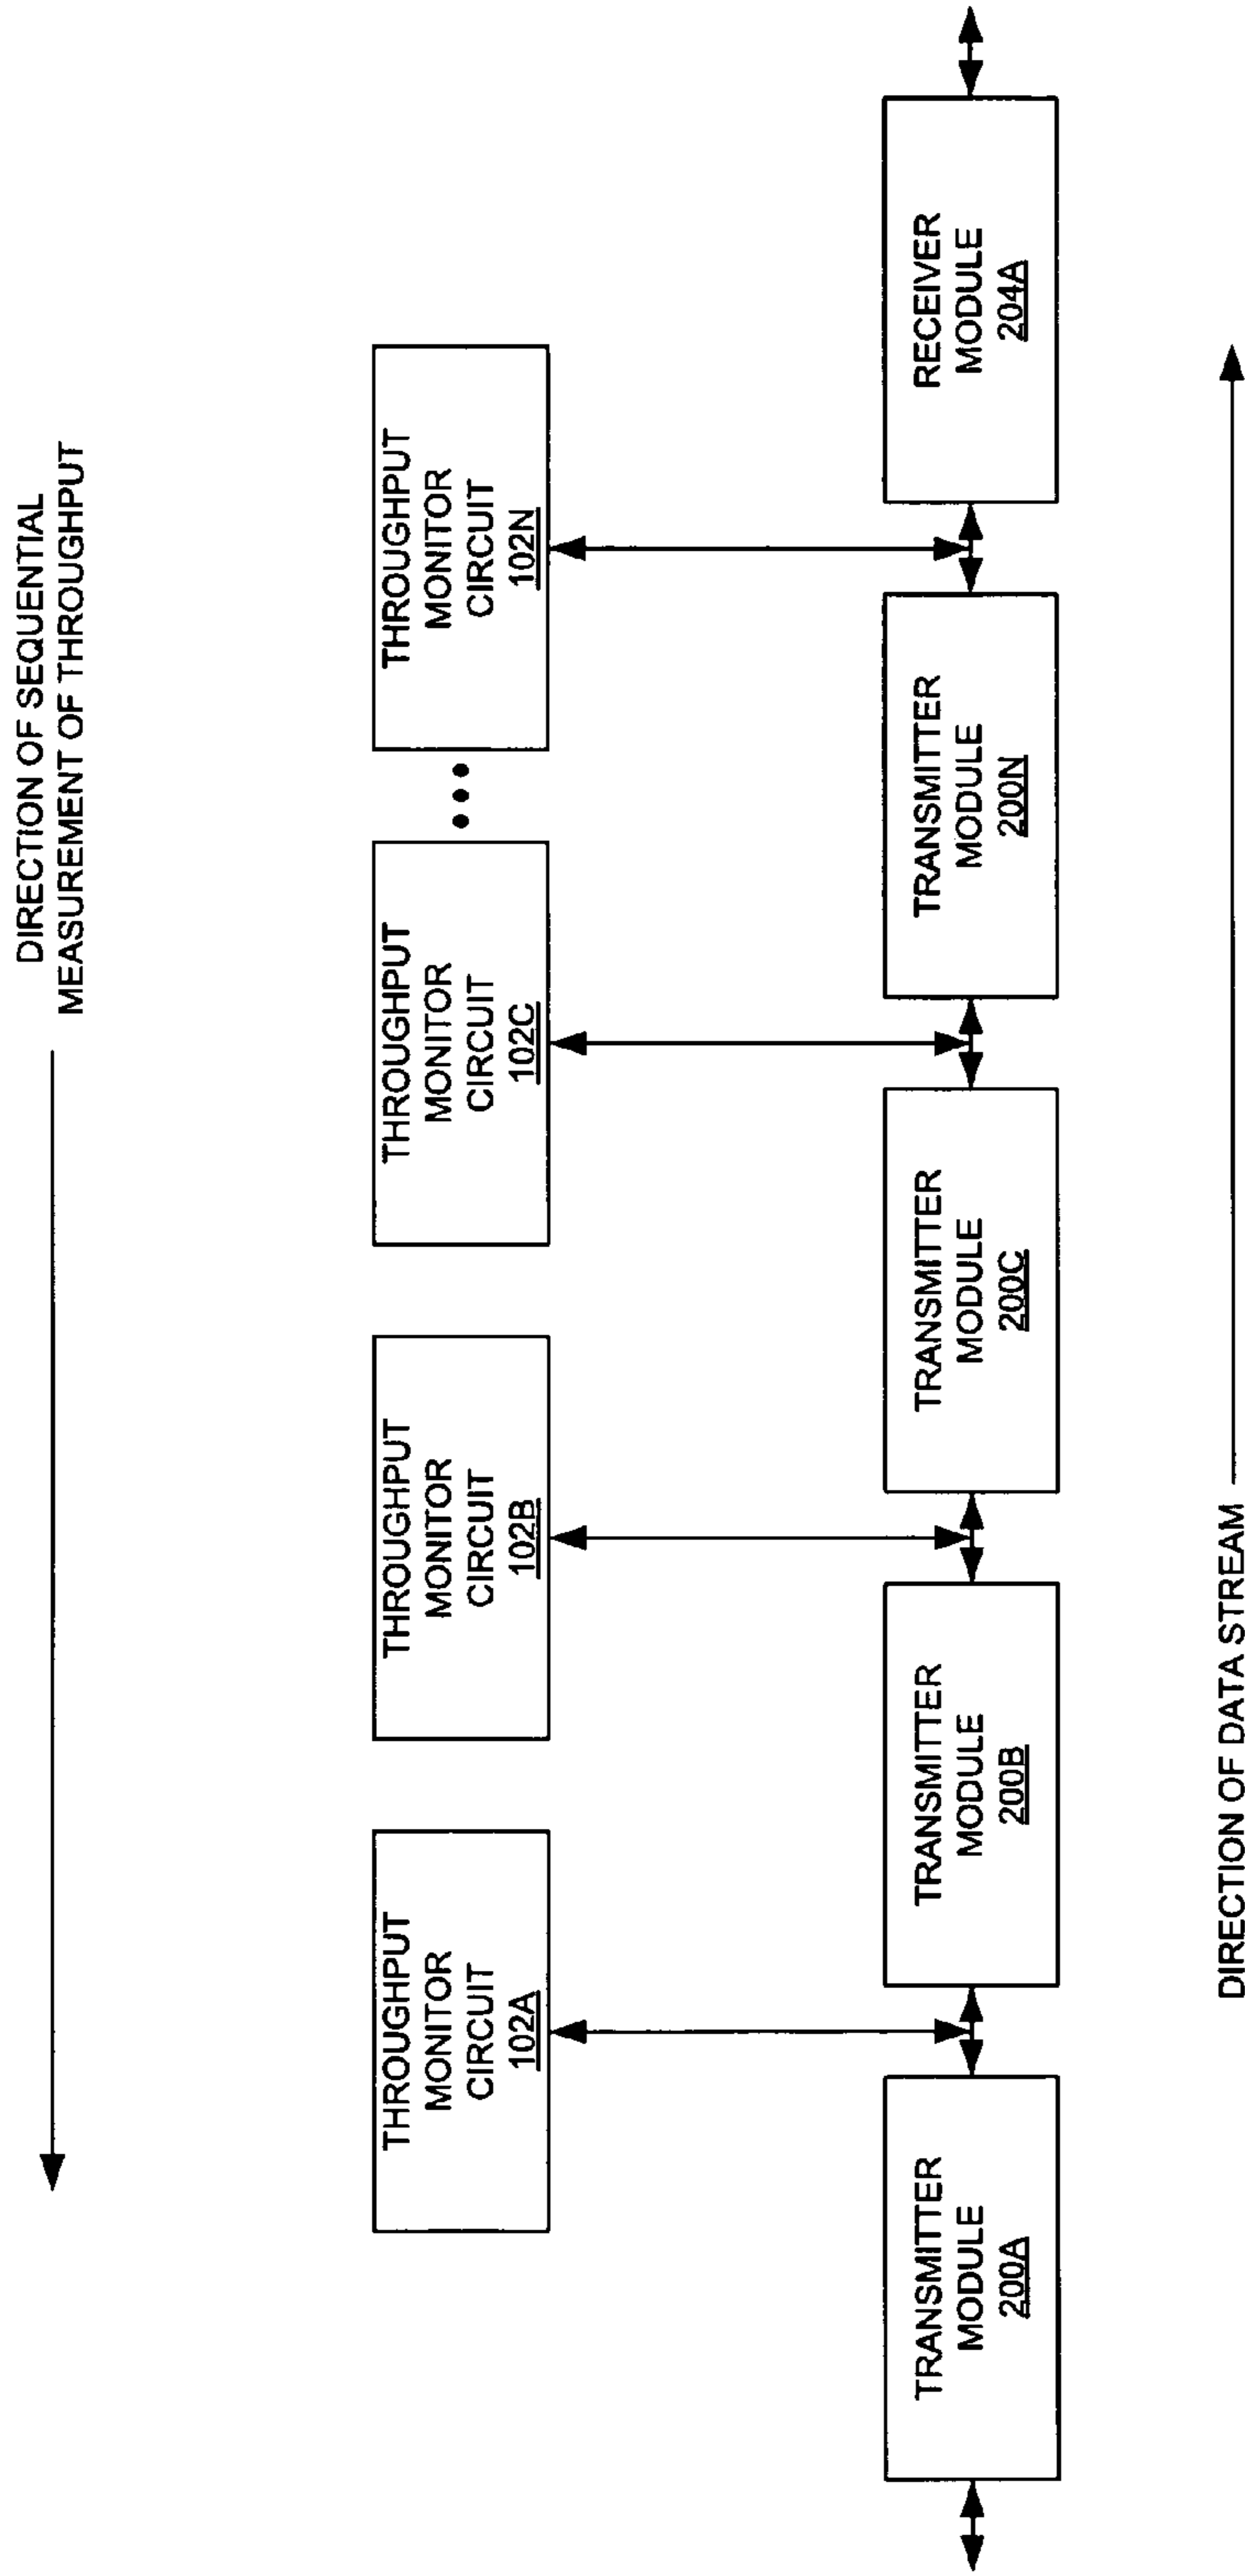 DIRECTION OF SEQUENTIAL
MEASUREMENT OF THROUGHPUT
THROUGHPUT
MONITOR
CIRCUIT
102A
THROUGHPUT
MONITOR
CIRCUIT
102B
THROUGHPUT
MONITOR
CIRCUIT
102C
THROUGHPUT
MONITOR
CIRCUIT
102N
TRANSMITTER
MODULE
200A
TRANSMITTER
MODULE
200B
TRANSMITTER
MODULE
200C
TRANSMITTER
MODULE
200N
RECEIVER
MODULE
204A
DIRECTION OF DATA STREAM